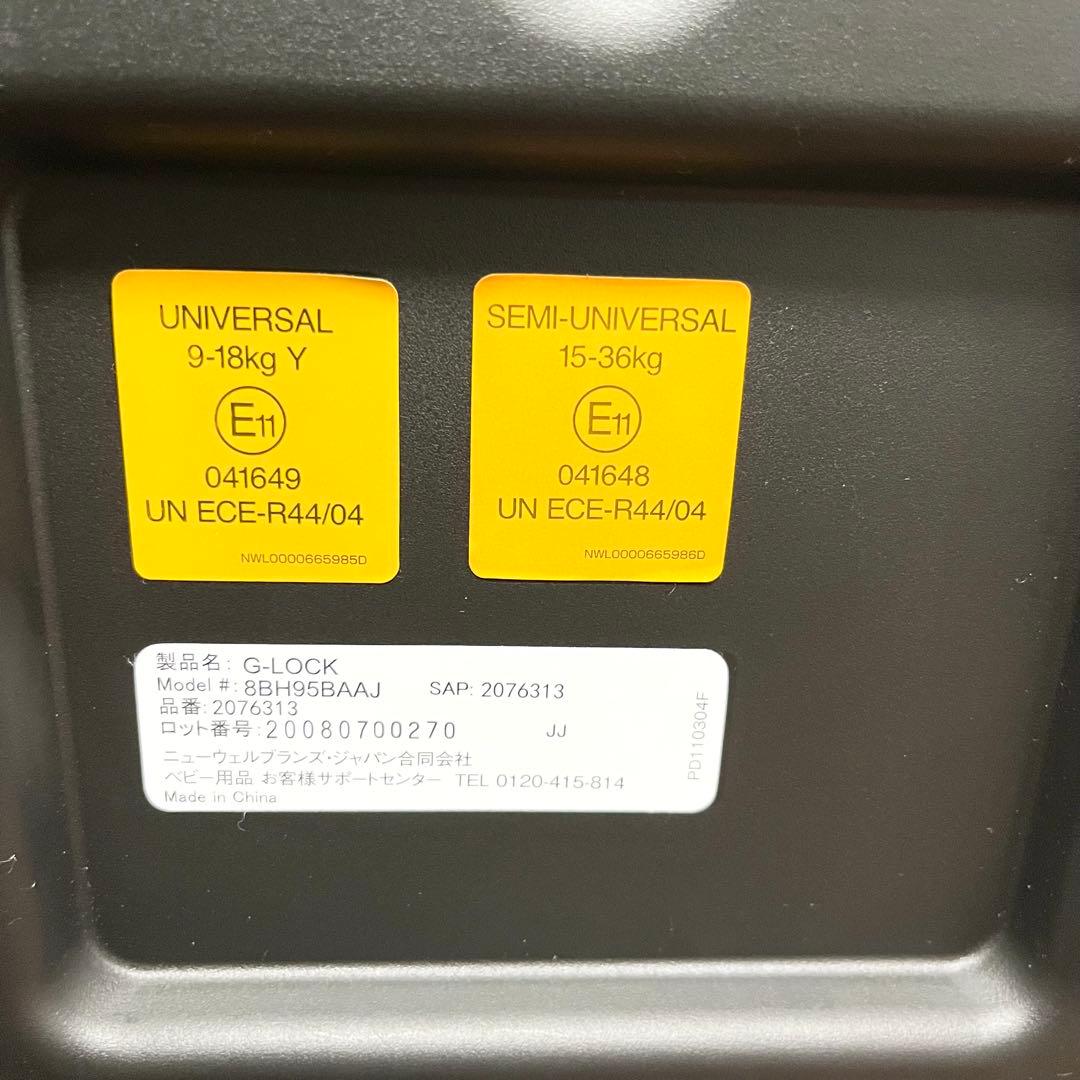 UNIVERSAL
9-18kg Y
E11
041649
UN ECE-R44/04
NWL0000665985D
SEMI-UNIVERSAL
15-36kg
E11
041648
UN ECE-R44/04
NWL0000665986D
製品名: G-LOCK
Model #: 8BH95BAAJ SAP: 2076313
品番: 2076313
ロット番号: 20080700270 JJ
ニューウェルブランズ・ジャパン合同会社
ベビー用品 お客様サポートセンター TEL 0120-415-814
Made in China
PD110304F